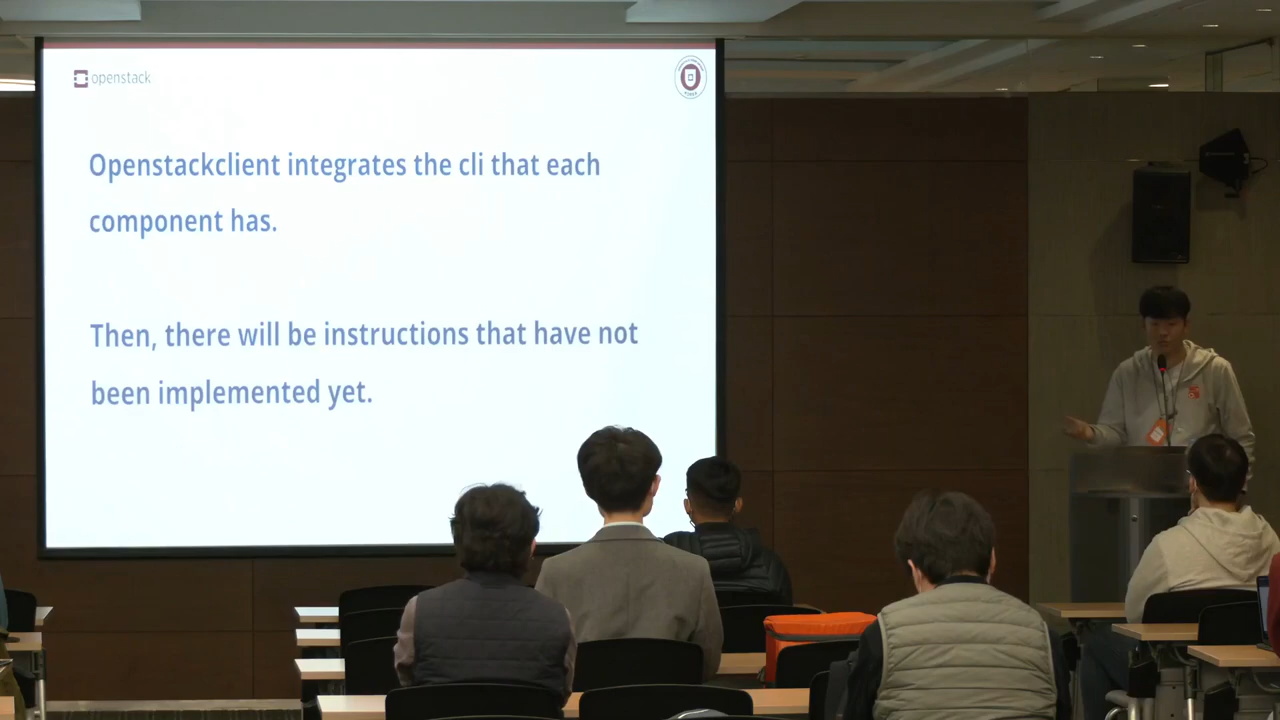 openstack
Openstackclient integrates the cli that each
component has.
Then, there will be instructions that have not
been implemented yet.